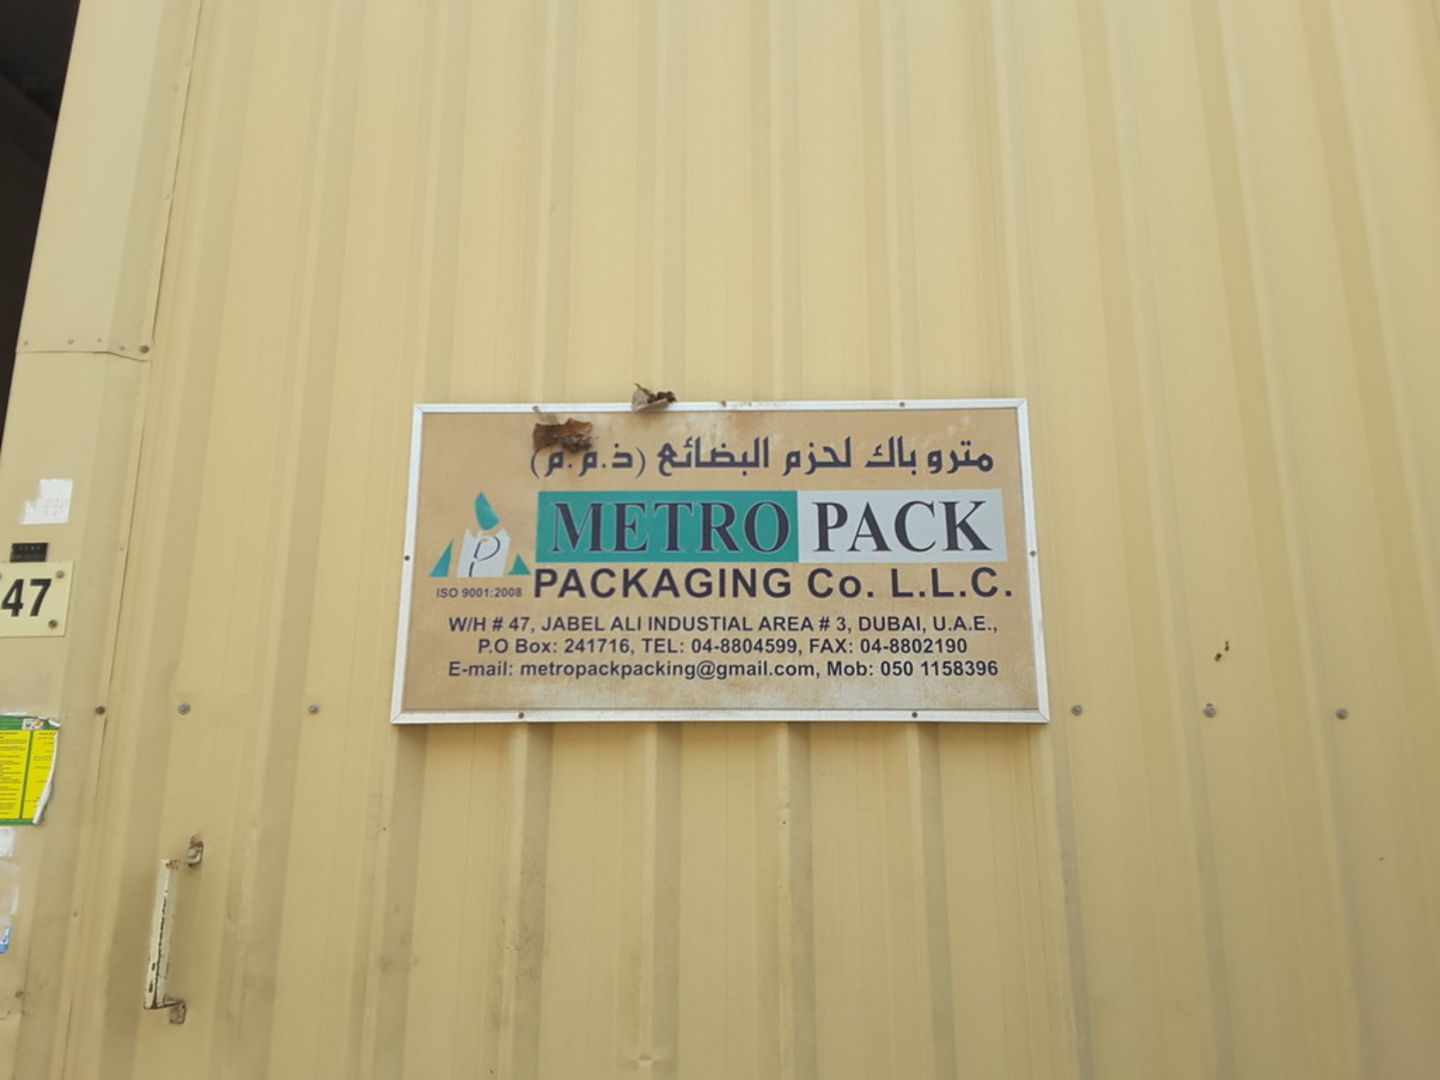 مترو باك لحزم البضائع (ذ.م.م)
METRO PACK
PACKAGING Co. L.L.C.
ISO 9001:2008
W/H # 47, JABEL ALI INDUSTIAL AREA # 3, DUBAI, U.A.E.,
P.O Box: 241716, TEL: 04-8804599, FAX: 04-8802190
E-mail: metropackpacking@gmail.com, Mob: 050 1158396
47